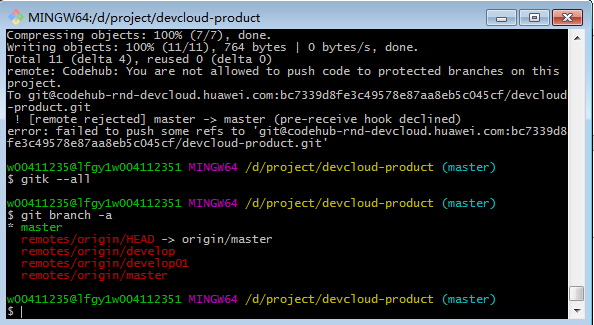 MINGW64:/d/project/devcloud-product
Compressing objects: 100% (7/7), done.
Writing objects: 100% (11/11), 764 bytes | 0 bytes/s, done.
Total 11 (delta 4), reused 0 (delta 0)
remote: Codehub: You are not allowed to push code to protected branches on this
project.
To git@codehub-rnd-devcloud.huawei.com:bc7339d8fe3c49578e87aa8eb5c045cf/devcloud
-product.git
 ! [remote rejected] master -> master (pre-receive hook declined)
error: failed to push some refs to 'git@codehub-rnd-devcloud.huawei.com:bc7339d8
fe3c49578e87aa8eb5c045cf/devcloud-product.git'
w00411235@lfgy1w004112351 MINGW64 /d/project/devcloud-product (master)
$ gitk --all
w00411235@lfgy1w004112351 MINGW64 /d/project/devcloud-product (master)
$ git branch -a
* master
  remotes/origin/HEAD -> origin/master
  remotes/origin/develop
  remotes/origin/develop01
  remotes/origin/master
w00411235@lfgy1w004112351 MINGW64 /d/project/devcloud-product (master)
$